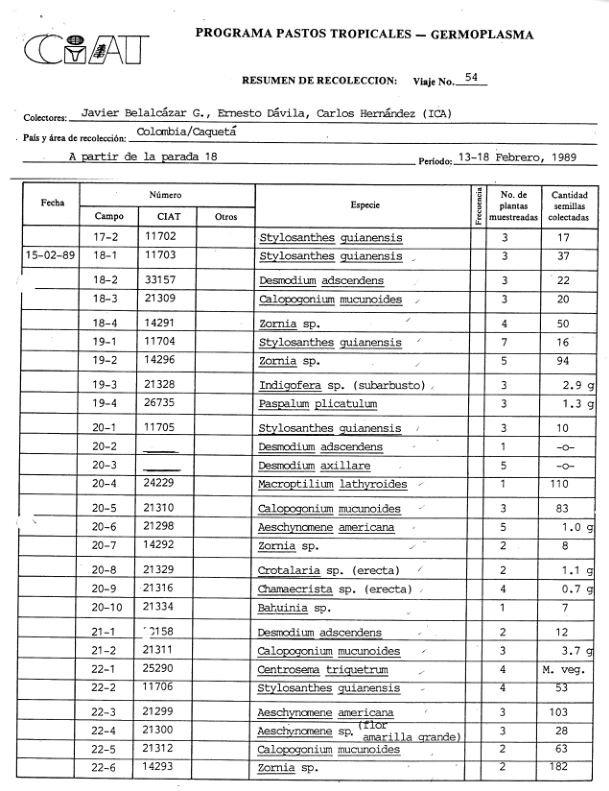 CIAT
PROGRAMA PASTOS TROPICALES — GERMOPLASMA
RESUMEN DE RECOLECCION: Viaje No. 54
Colectores: Javier Belalcázar G., Ernesto Dávila, Carlos Hernández (ICA)
País y área de recolección: Colombia/Caquetá
A partir de la parada 18 Período: 13-18 Febrero, 1989
Fecha Número Especie Frecuencia No. de plantas muestreadas Cantidad semillas colectadas
Campo CIAT Otros
17-2 11702 Stylosanthes guianensis 3 17
15-02-89 18-1 11703 Stylosanthes guianensis 3 37
18-2 33157 Desmodium adscendens 3 22
18-3 21309 Calopogonium mucunoides 3 20
18-4 14291 Zornia sp. 4 50
19-1 11704 Stylosanthes guianensis 7 16
19-2 14296 Zornia sp. 5 94
19-3 21328 Indigofera sp. (subarbusto) 3 2.9 g
19-4 26735 Paspalum plicatulum 3 1.3 g
20-1 11705 Stylosanthes guianensis 3 10
20-2 Desmodium adscendens 1 -o-
20-3 Desmodium axillare 5 -o-
20-4 24229 Macroptilium lathyroides 1 110
20-5 21310 Calopogonium mucunoides 3 83
20-6 21298 Aeschynomene americana 5 1.0 g
20-7 14292 Zornia sp. 2 8
20-8 21329 Crotalaria sp. (erecta) 2 1.1 g
20-9 21316 Chamaecrista sp. (erecta) 4 0.7 g
20-10 21334 Bahuinia sp. 1 7
21-1 Desmodium adscendens 2 12
21-2 21311 Calopogonium mucunoides 3 3.7 g
22-1 25290 Centrosema triquetrum 4 M. veg.
22-2 11706 Stylosanthes guianensis 4 53
22-3 21299 Aeschynomene americana 3 103
22-4 21300 Aeschynomene sp. (flor amarilla grande) 3 28
22-5 21312 Calopogonium mucunoides 2 63
22-6 14293 Zornia sp. 2 182